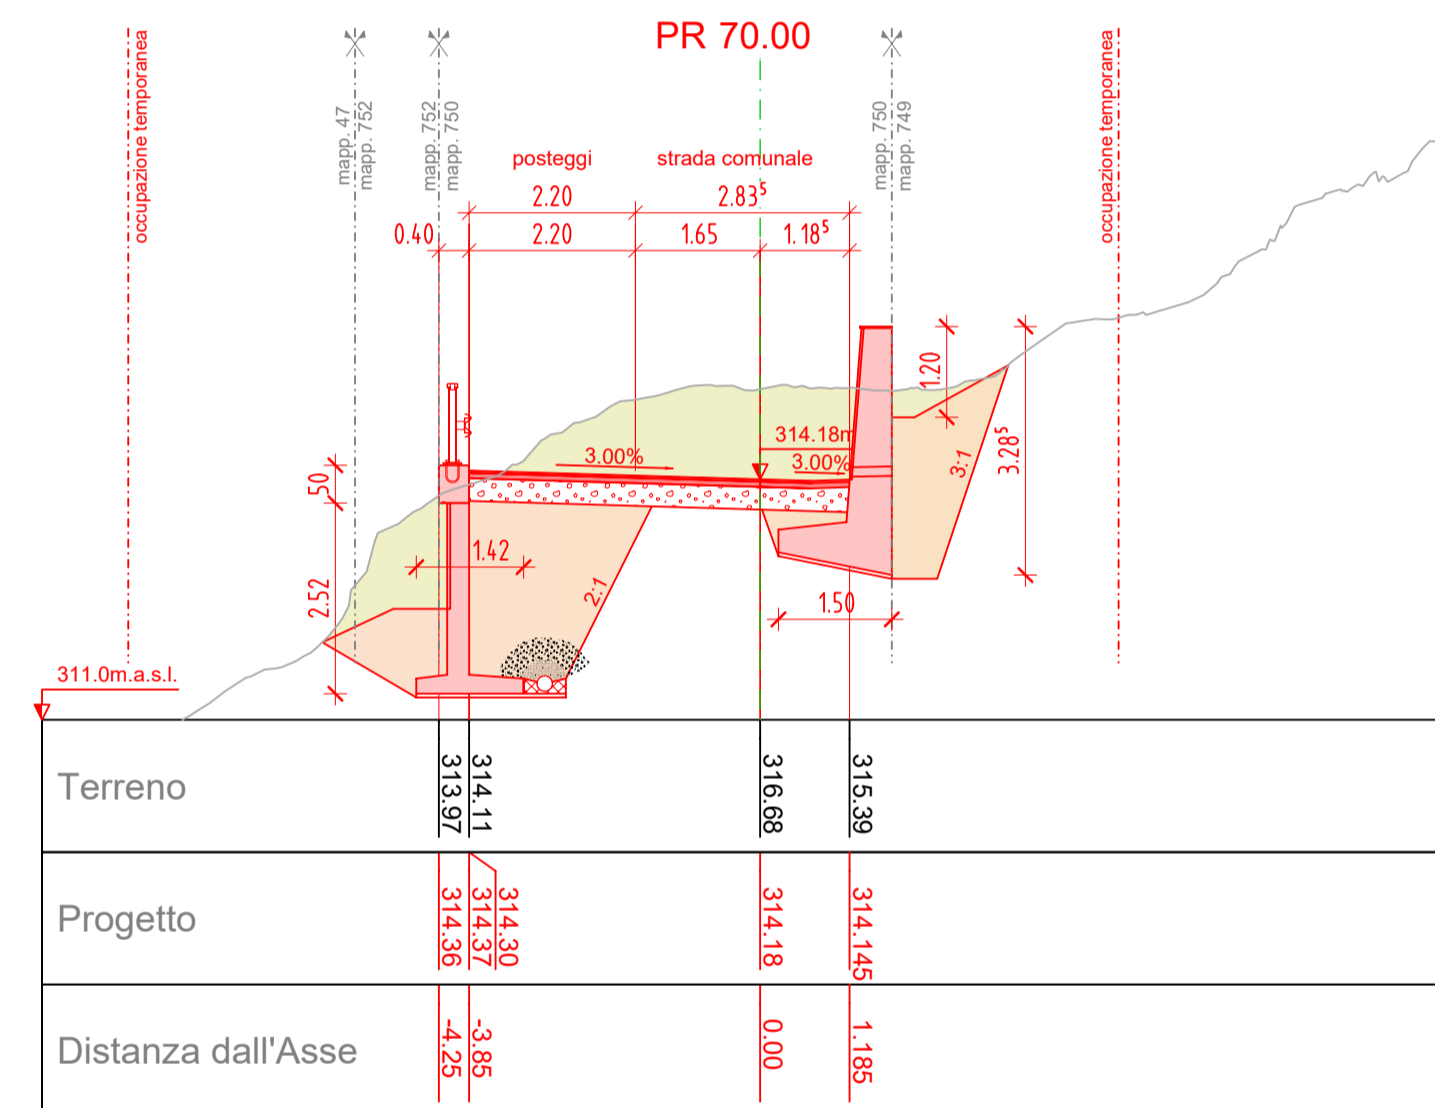 PR 70.00
occupazione temporanea
mapp. 47
mapp. 752
mapp. 752
mapp. 750
mapp. 750
mapp. 749
occupazione temporanea
posteggi
strada comunale
2.20
2.83⁵
0.40
2.20
1.65
1.18⁵
1.20
3.28⁵
3:1
314.18m
3.00%
3.00%
50
1.42
2:1
2.52
1.50
311.0m.a.s.l.
Terreno
313.97
314.11
316.68
315.39
Progetto
314.36
314.37
314.30
314.18
314.145
Distanza dall'Asse
-4.25
-3.85
0.00
1.185